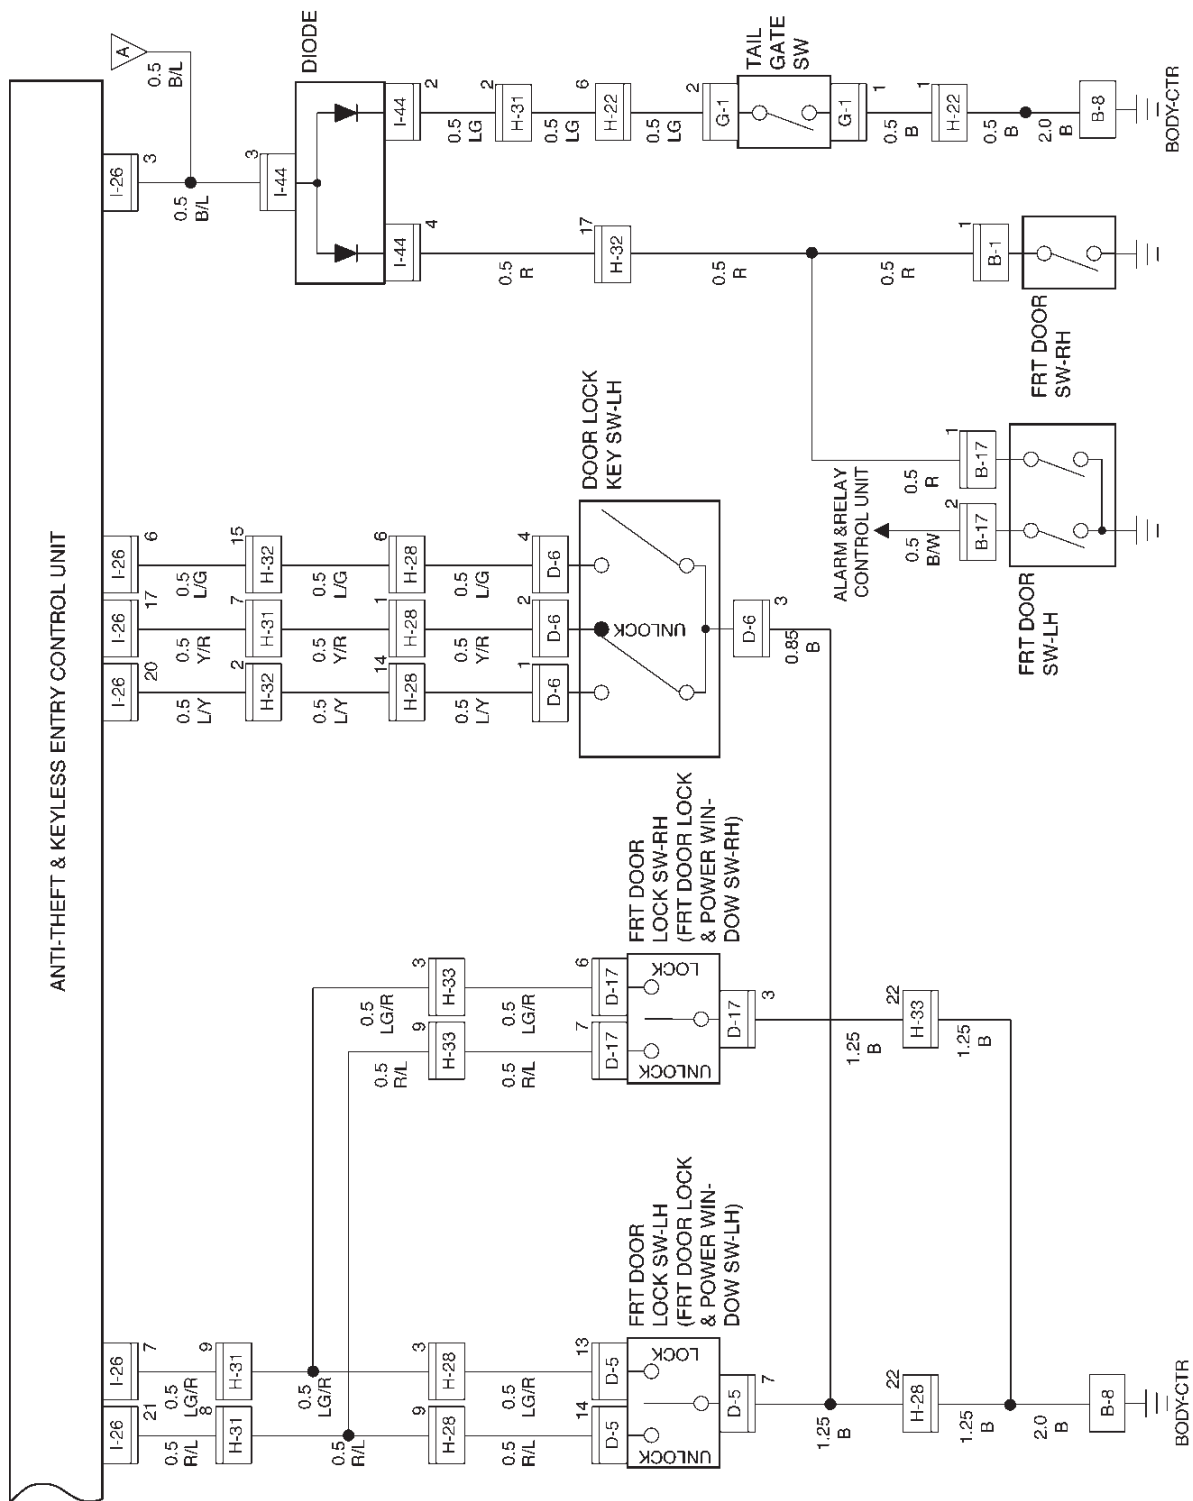 ANTI-THEFT & KEYLESS ENTRY CONTROL UNIT
I-26
21
0.5
R/L
H-31
8
0.5
R/L
H-28
9
0.5
R/L
D-5
14
UNLOCK
I-26
7
0.5
LG/R
H-31
9
0.5
LG/R
H-28
3
0.5
LG/R
D-5
13
LOCK
FRT DOOR
LOCK SW-LH
(FRT DOOR LOCK
& POWER WIN-
DOW SW-LH)
D-5
7
1.25
B
H-28
22
1.25
B
2.0
B
B-8
BODY-CTR
0.5
R/L
H-33
9
0.5
R/L
D-17
7
UNLOCK
0.5
LG/R
H-33
3
0.5
LG/R
D-17
6
LOCK
FRT DOOR
LOCK SW-RH
(FRT DOOR LOCK
& POWER WIN-
DOW SW-RH)
D-17
3
1.25
B
H-33
22
1.25
B
I-26
20
0.5
L/Y
H-32
2
0.5
L/Y
H-28
14
0.5
L/Y
D-6
1
I-26
17
0.5
Y/R
H-31
7
0.5
Y/R
H-28
1
0.5
Y/R
D-6
2
I-26
6
0.5
L/G
H-32
15
0.5
L/G
H-28
6
0.5
L/G
D-6
4
UNLOCK
DOOR LOCK
KEY SW-LH
D-6
3
0.85
B
ALARM &RELAY
CONTROL UNIT
0.5
B/W
B-17
2
0.5
R
B-17
1
FRT DOOR
SW-LH
I-26
3
0.5
B/L
A
0.5
B/L
I-44
3
DIODE
I-44
4
0.5
R
H-32
17
0.5
R
0.5
R
B-1
1
FRT DOOR
SW-RH
I-44
2
0.5
LG
H-31
2
0.5
LG
H-22
6
0.5
LG
G-1
2
TAIL
GATE
SW
G-1
1
0.5
B
H-22
1
0.5
B
2.0
B
B-8
BODY-CTR